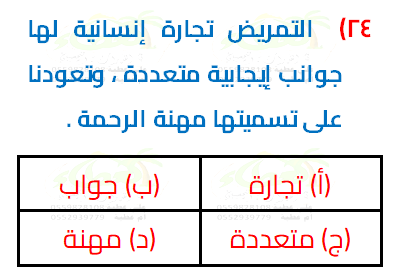 ٢٤) التمريض تجارة إنسانية لها
جوانب إيجابية متعددة ، وتعودنا
على تسميتها مهنة الرحمة .
(أ) تجارة
(ب) جواب
(ج) متعددة
(د) مهنة